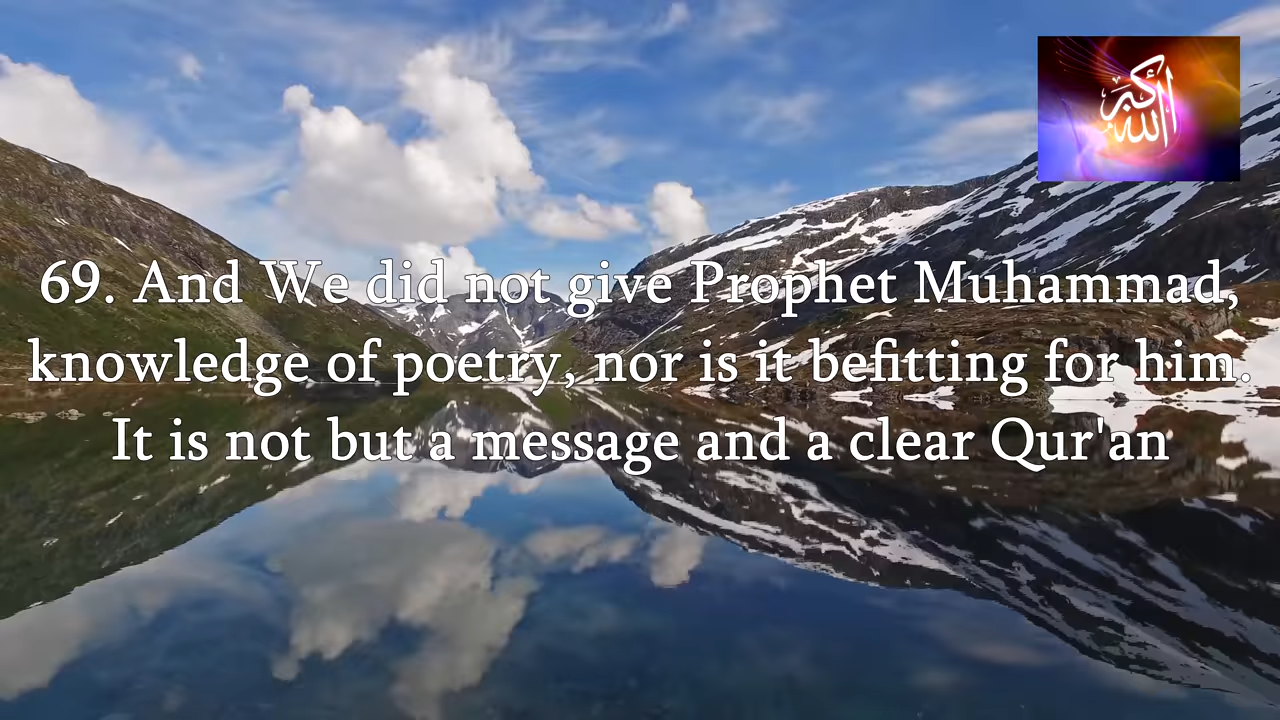 الله أكبر
69. And We did not give Prophet Muhammad,
knowledge of poetry, nor is it befitting for him.
It is not but a message and a clear Qur'an